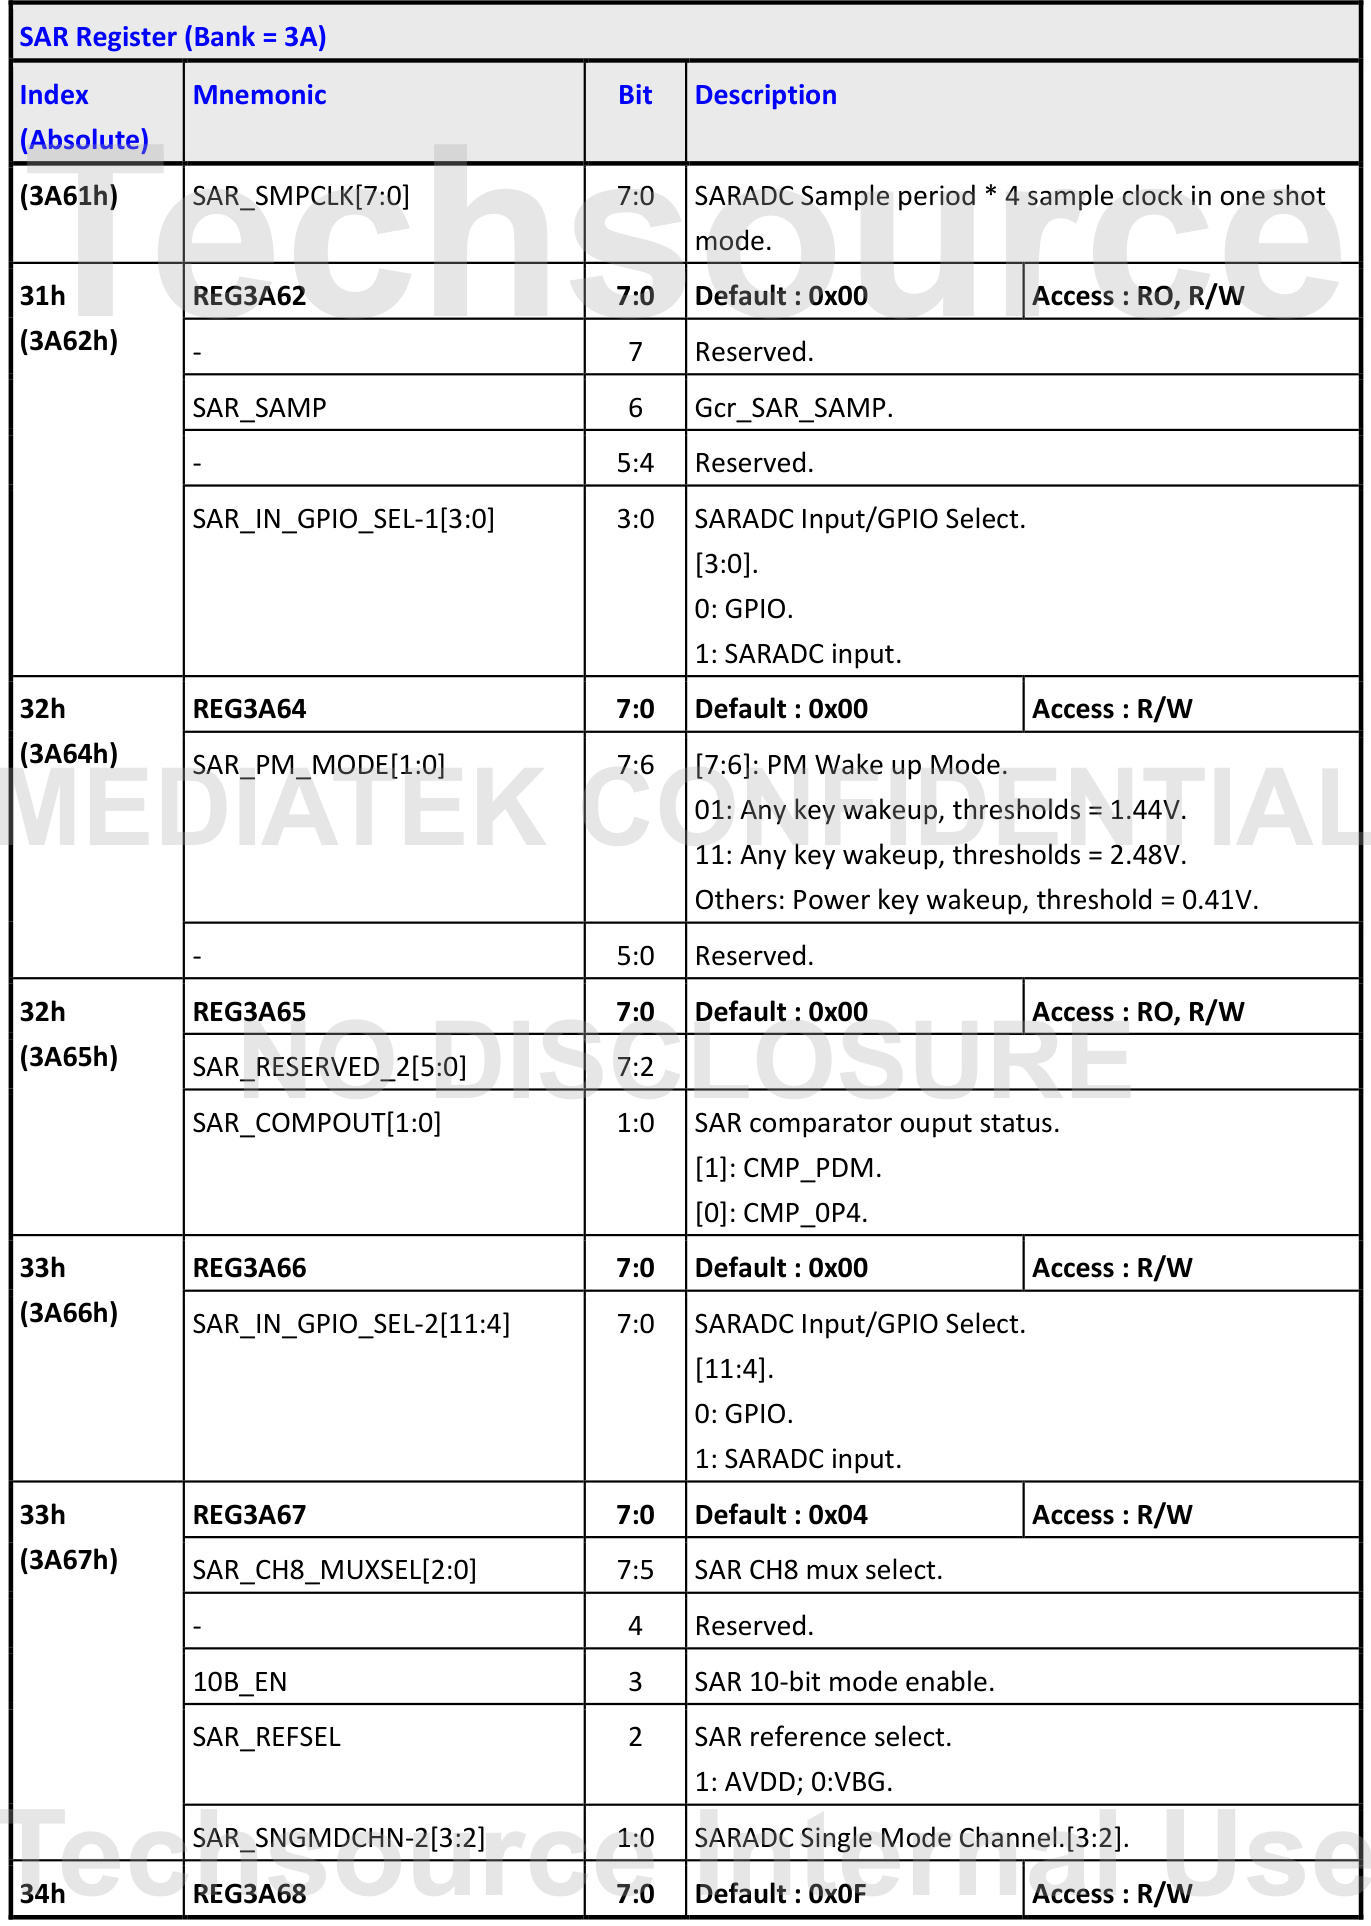 SAR Register (Bank = 3A)
Index (Absolute) Mnemonic Bit Description
(3A61h) SAR_SMPCLK[7:0] 7:0 SARADC Sample period * 4 sample clock in one shot
mode.
31h REG3A62 7:0 Default : 0x00 Access : RO, R/W
(3A62h)
- 7 Reserved.
SAR_SAMP 6 Gcr_SAR_SAMP.
- 5:4 Reserved.
SAR_IN_GPIO_SEL-1[3:0] 3:0 SARADC Input/GPIO Select.
[3:0].
0: GPIO.
1: SARADC input.
32h REG3A64 7:0 Default : 0x00 Access : R/W
(3A64h)
SAR_PM_MODE[1:0] 7:6 [7:6]: PM Wake up Mode.
01: Any key wakeup, thresholds = 1.44V.
11: Any key wakeup, thresholds = 2.48V.
Others: Power key wakeup, threshold = 0.41V.
- 5:0 Reserved.
32h REG3A65 7:0 Default : 0x00 Access : RO, R/W
(3A65h)
SAR_RESERVED_2[5:0] 7:2
SAR_COMPOUT[1:0] 1:0 SAR comparator ouput status.
[1]: CMP_PDM.
[0]: CMP_0P4.
33h REG3A66 7:0 Default : 0x00 Access : R/W
(3A66h)
SAR_IN_GPIO_SEL-2[11:4] 7:0 SARADC Input/GPIO Select.
[11:4].
0: GPIO.
1: SARADC input.
33h REG3A67 7:0 Default : 0x04 Access : R/W
(3A67h)
SAR_CH8_MUXSEL[2:0] 7:5 SAR CH8 mux select.
- 4 Reserved.
10B_EN 3 SAR 10-bit mode enable.
SAR_REFSEL 2 SAR reference select.
1: AVDD; 0:VBG.
SAR_SNGMDCHN-2[3:2] 1:0 SARADC Single Mode Channel.[3:2].
34h REG3A68 7:0 Default : 0x0F Access : R/W
Techsource
MEDIATEK CONFIDENTIAL
NO DISCLOSURE
Techsource Internal Use